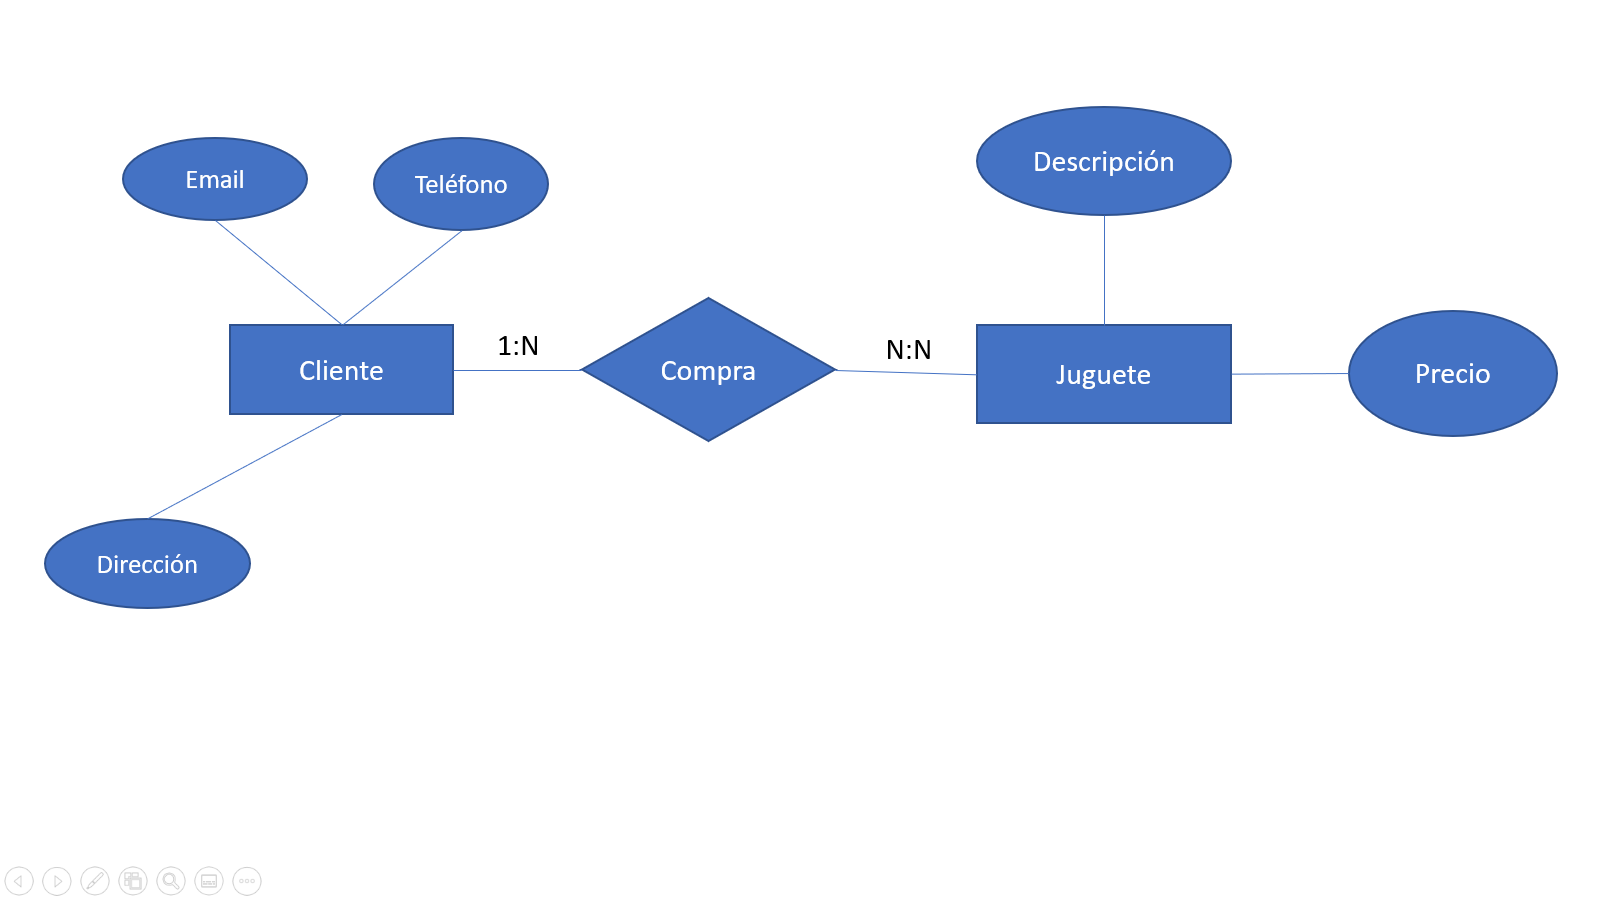 Email
Teléfono
Descripción
Cliente
1:N
Compra
N:N
Juguete
Precio
Dirección